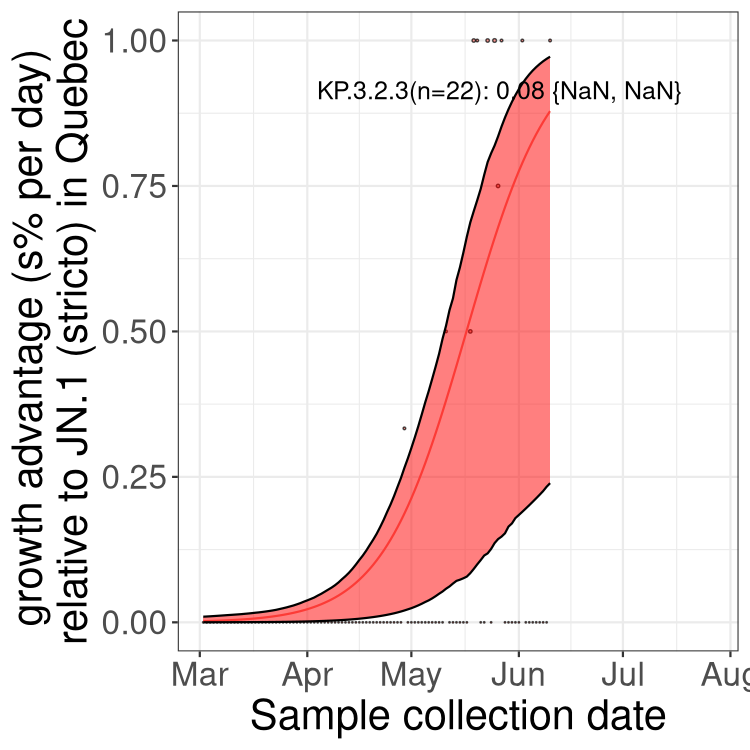 growth advantage (s% per day)
relative to JN.1 (stricto) in Quebec
1.00
0.75
0.50
0.25
0.00
KP.3.2.3(n=22): 0.08 {NaN, NaN}
Mar Apr May Jun Jul Aug
Sample collection date